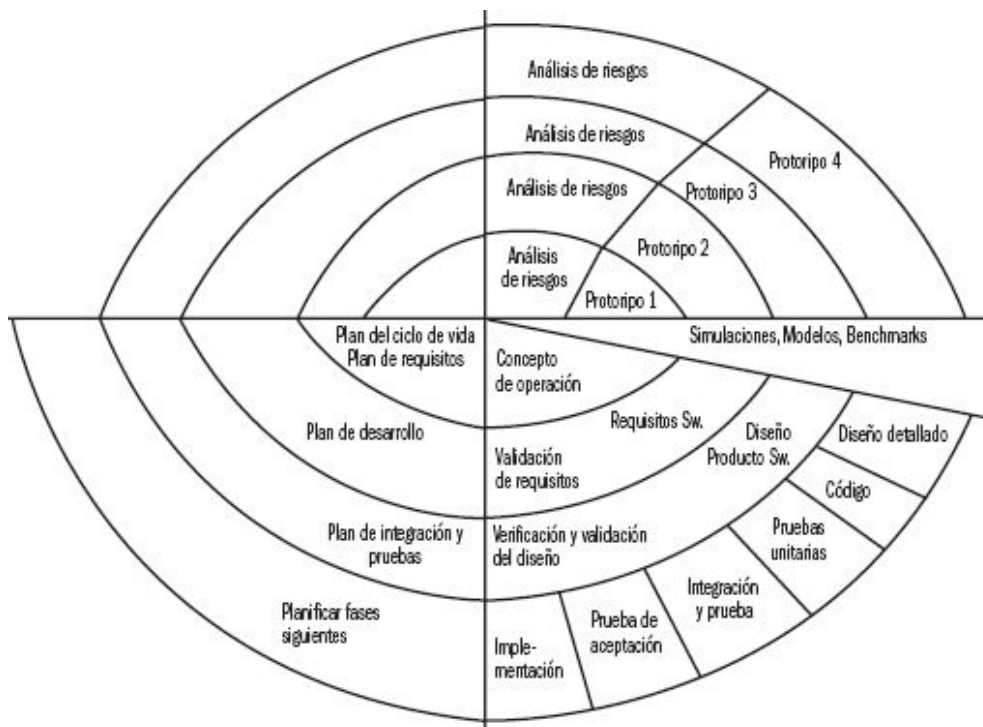 Análisis de riesgos
Análisis de riesgos
Protoripo 4
Análisis de riesgos
Protoripo 3
Análisis
de riesgos
Protoripo 2
Protoripo 1
Plan del ciclo de vida
Plan de requisitos
Concepto
de operación
Simulaciones, Modelos, Benchmarks
Plan de desarrollo
Requisitos Sw.
Validación
de requisitos
Diseño
Producto Sw.
Diseño detallado
Código
Plan de integración y
pruebas
Verificación y validación
del diseño
Pruebas
unitarias
Integración
y prueba
Planificar fases
siguientes
Prueba de
aceptación
Imple-
mentación